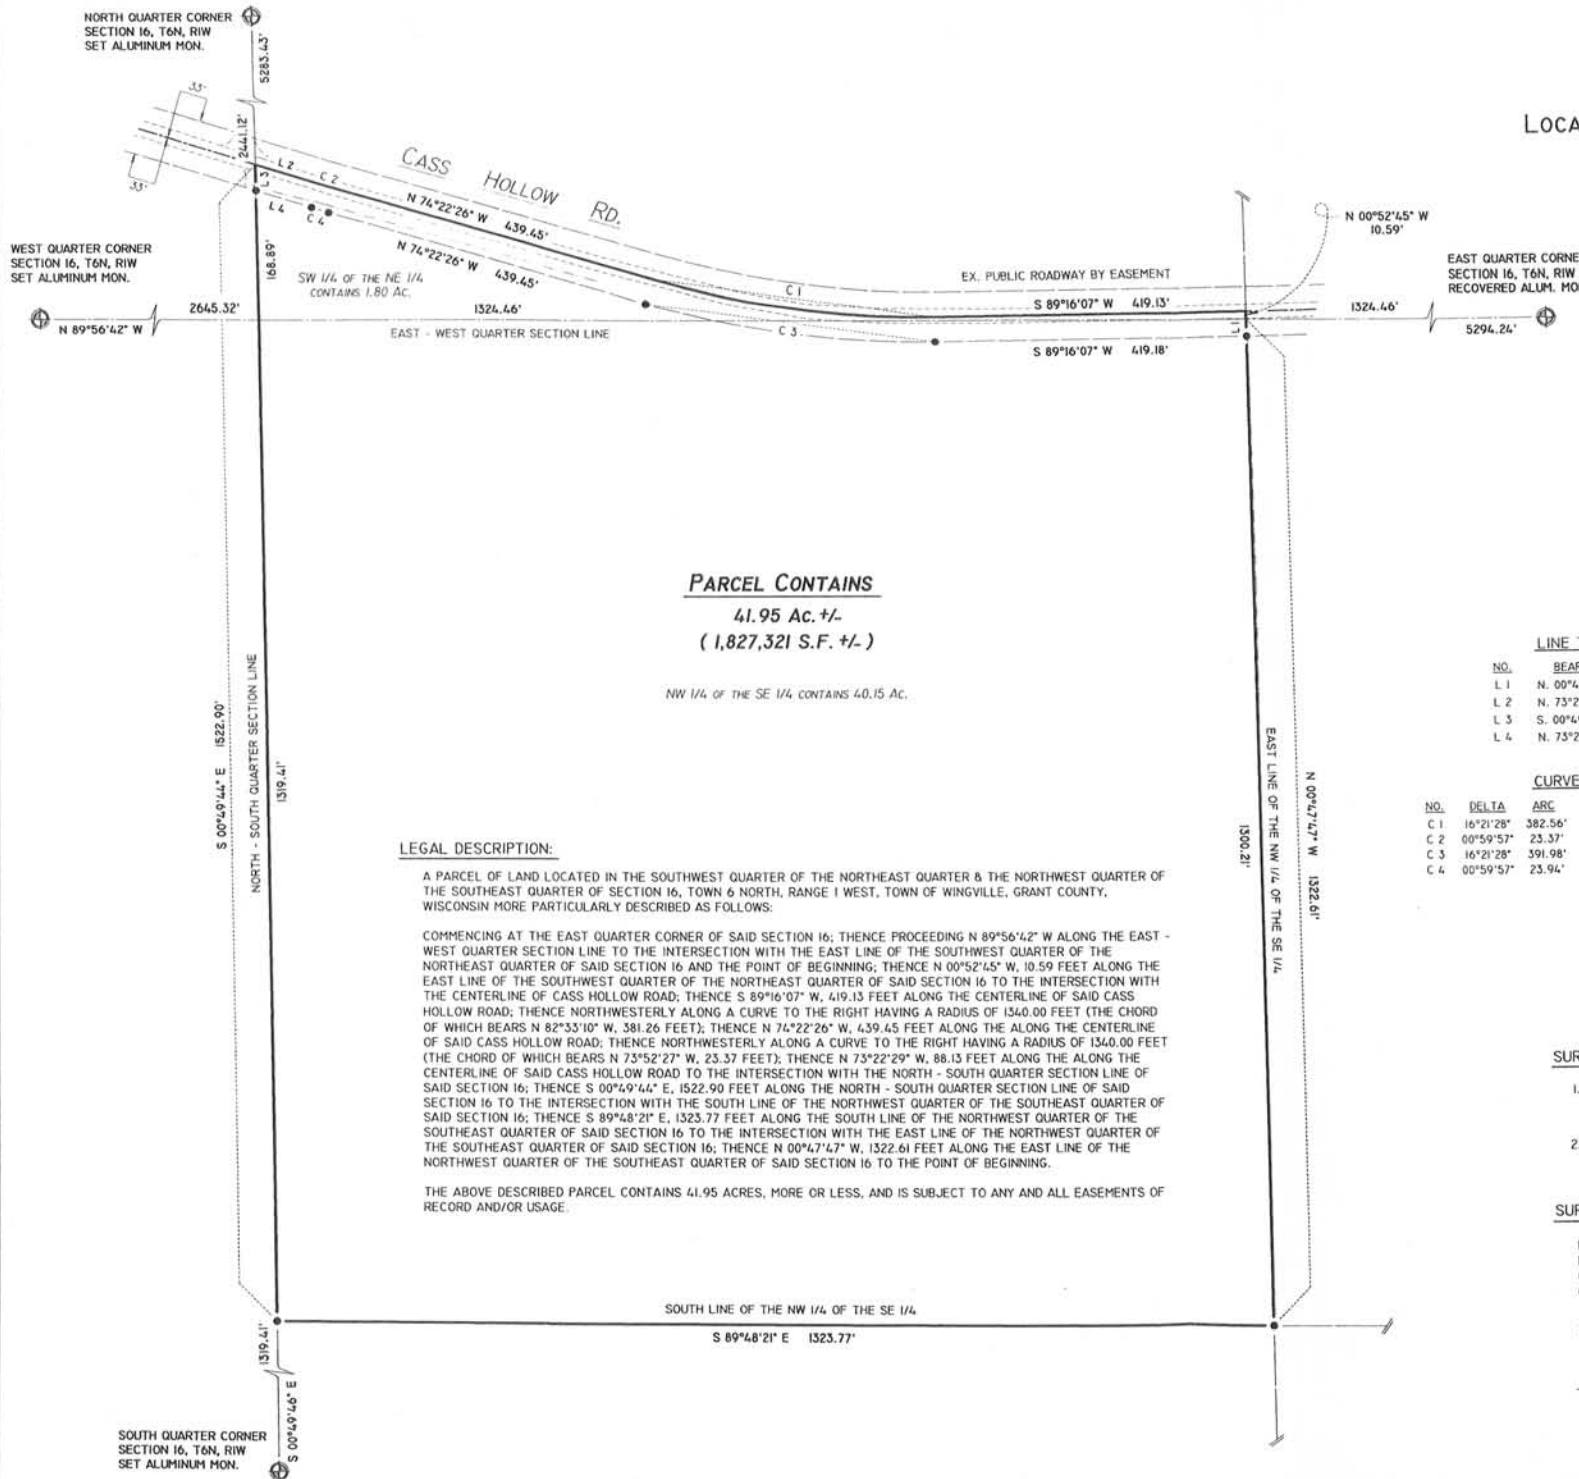 NORTH QUARTER CORNER
SECTION 16, T6N, R1W
SET ALUMINUM MON.
5283.43'
2441.12'
33'
33'
LOCA
CASS HOLLOW RD.
L 2
C 2
L 3
L 4
C 4
N 74°22'26" W 439.45'
N 74°22'26" W 439.45'
168.89'
SW 1/4 OF THE NE 1/4
CONTAINS 1.80 AC.
WEST QUARTER CORNER
SECTION 16, T6N, R1W
SET ALUMINUM MON.
N 89°56'42" W
2645.32'
1324.46'
EAST - WEST QUARTER SECTION LINE
C 1
C 3
EX. PUBLIC ROADWAY BY EASEMENT
S 89°16'07" W 419.13'
S 89°16'07" W 419.18'
L 1
N 00°52'45" W
10.59'
1324.46'
EAST QUARTER CORNE
SECTION 16, T6N, R1W
RECOVERED ALUM. MO
5294.24'
PARCEL CONTAINS
41.95 Ac. +/-
( 1,827,321 S.F. +/- )
NW 1/4 OF THE SE 1/4 CONTAINS 40.15 AC.
S 00°49'44" E 1522.90'
NORTH - SOUTH QUARTER SECTION LINE
1319.41'
EAST LINE OF THE NW 1/4 OF THE SE 1/4
1300.21'
N 00°47'47" W 1322.61'
LINE
NO. BEAR
L 1 N. 00°4
L 2 N. 73°2
L 3 S. 00°4
L 4 N. 73°2
CURVE
NO. DELTA ARC
C 1 16°21'28" 382.56'
C 2 00°59'57" 23.37'
C 3 16°21'28" 391.98'
C 4 00°59'57" 23.94'
LEGAL DESCRIPTION:
A PARCEL OF LAND LOCATED IN THE SOUTHWEST QUARTER OF THE NORTHEAST QUARTER & THE NORTHWEST QUARTER OF
THE SOUTHEAST QUARTER OF SECTION 16, TOWN 6 NORTH, RANGE 1 WEST, TOWN OF WINGVILLE, GRANT COUNTY,
WISCONSIN MORE PARTICULARLY DESCRIBED AS FOLLOWS:
COMMENCING AT THE EAST QUARTER CORNER OF SAID SECTION 16; THENCE PROCEEDING N 89°56'42" W ALONG THE EAST -
WEST QUARTER SECTION LINE TO THE INTERSECTION WITH THE EAST LINE OF THE SOUTHWEST QUARTER OF THE
NORTHEAST QUARTER OF SAID SECTION 16 AND THE POINT OF BEGINNING; THENCE N 00°52'45" W, 10.59 FEET ALONG THE
EAST LINE OF THE SOUTHWEST QUARTER OF THE NORTHEAST QUARTER OF SAID SECTION 16 TO THE INTERSECTION WITH
THE CENTERLINE OF CASS HOLLOW ROAD; THENCE S 89°16'07" W, 419.13 FEET ALONG THE CENTERLINE OF SAID CASS
HOLLOW ROAD; THENCE NORTHWESTERLY ALONG A CURVE TO THE RIGHT HAVING A RADIUS OF 1340.00 FEET (THE CHORD
OF WHICH BEARS N 82°33'10" W, 381.26 FEET); THENCE N 74°22'26" W, 439.45 FEET ALONG THE ALONG THE CENTERLINE
OF SAID CASS HOLLOW ROAD; THENCE NORTHWESTERLY ALONG A CURVE TO THE RIGHT HAVING A RADIUS OF 1340.00 FEET
(THE CHORD OF WHICH BEARS N 73°52'27" W, 23.37 FEET); THENCE N 73°22'29" W, 88.13 FEET ALONG THE ALONG THE
CENTERLINE OF SAID CASS HOLLOW ROAD TO THE INTERSECTION WITH THE NORTH - SOUTH QUARTER SECTION LINE OF
SAID SECTION 16; THENCE S 00°49'44" E, 1522.90 FEET ALONG THE NORTH - SOUTH QUARTER SECTION LINE OF SAID
SECTION 16 TO THE INTERSECTION WITH THE SOUTH LINE OF THE NORTHWEST QUARTER OF THE SOUTHEAST QUARTER OF
SAID SECTION 16; THENCE S 89°48'21" E, 1323.77 FEET ALONG THE SOUTH LINE OF THE NORTHWEST QUARTER OF THE
SOUTHEAST QUARTER OF SAID SECTION 16 TO THE INTERSECTION WITH THE EAST LINE OF THE NORTHWEST QUARTER OF
THE SOUTHEAST QUARTER OF SAID SECTION 16; THENCE N 00°47'47" W, 1322.61 FEET ALONG THE EAST LINE OF THE
NORTHWEST QUARTER OF THE SOUTHEAST QUARTER OF SAID SECTION 16 TO THE POINT OF BEGINNING.
THE ABOVE DESCRIBED PARCEL CONTAINS 41.95 ACRES, MORE OR LESS, AND IS SUBJECT TO ANY AND ALL EASEMENTS OF
RECORD AND/OR USAGE.
SUR
1.
2
SUR
SOUTH LINE OF THE NW 1/4 OF THE SE 1/4
S 89°48'21" E 1323.77'
1319.41'
S 00°49'46" E
SOUTH QUARTER CORNER
SECTION 16, T6N, R1W
SET ALUMINUM MON.